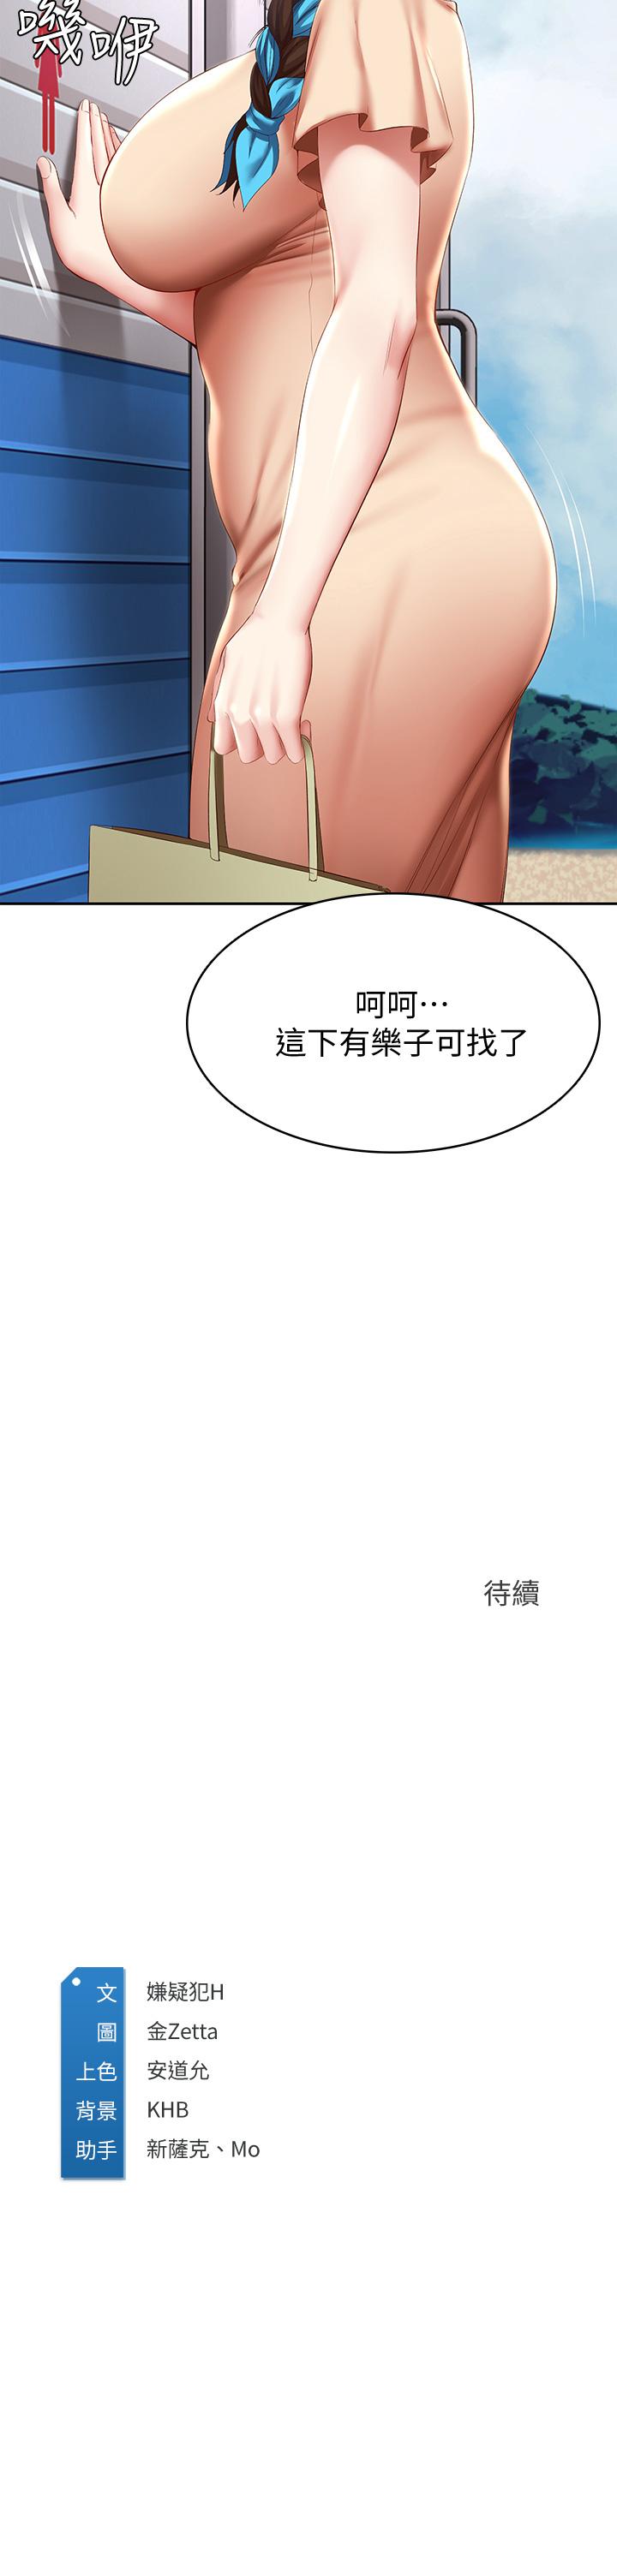 嘰咿
呵呵⋯
這下有樂子可找了
待續
文 嫌疑犯H
圖 金Zetta
上色 安道允
背景 KHB
助手 新薩克、Mo